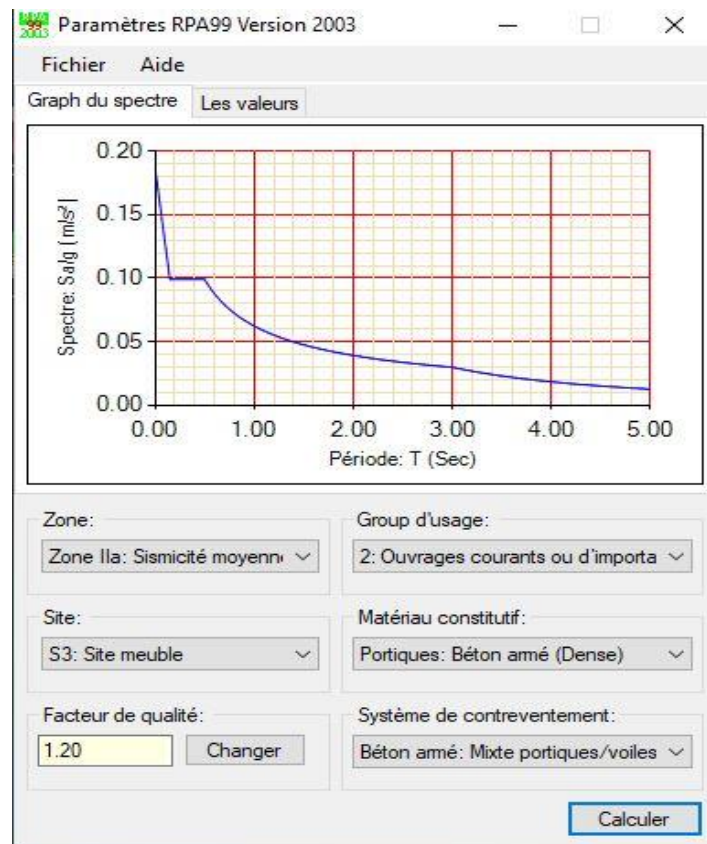 RPA 99 2003 Paramètres RPA99 Version 2003
Fichier Aide
Graph du spectre Les valeurs
Spectre: Sa/g (m/s²)
0.20
0.15
0.10
0.05
0.00
0.00 1.00 2.00 3.00 4.00 5.00
Période: T (Sec)
Zone: Group d'usage:
Zone IIa: Sismicité moyenn 2: Ouvrages courants ou d'importa
Site: Matériau constitutif:
S3: Site meuble Portiques: Béton armé (Dense)
Facteur de qualité: Système de contreventement:
1.20 Changer Béton armé: Mixte portiques/voiles
Calculer